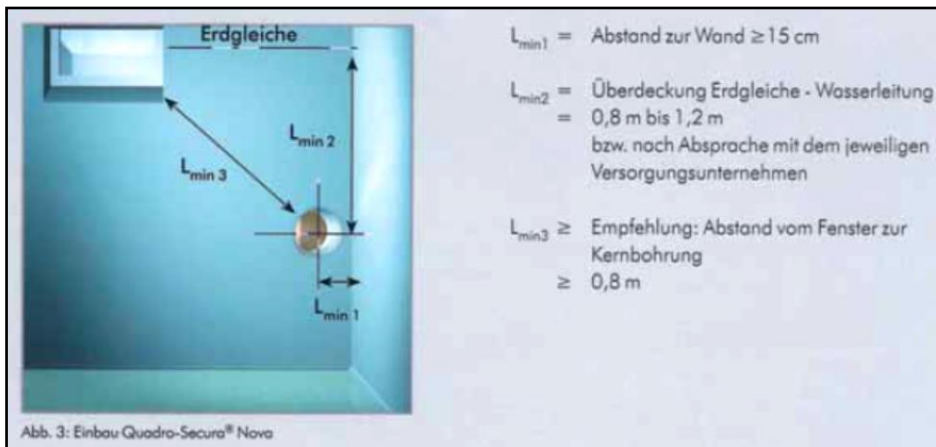 Erdgleiche
L min 2
L min 3
L min 1
Abb. 3: Einbau Quadro-Secura® Nova
Lmin1 = Abstand zur Wand ≥ 15 cm
Lmin2 = Überdeckung Erdgleiche - Wasserleitung
= 0,8 m bis 1,2 m
bzw. nach Absprache mit dem jeweiligen
Versorgungsunternehmen
Lmin3 ≥ Empfehlung: Abstand vom Fenster zur
Kernbohrung
≥ 0,8 m